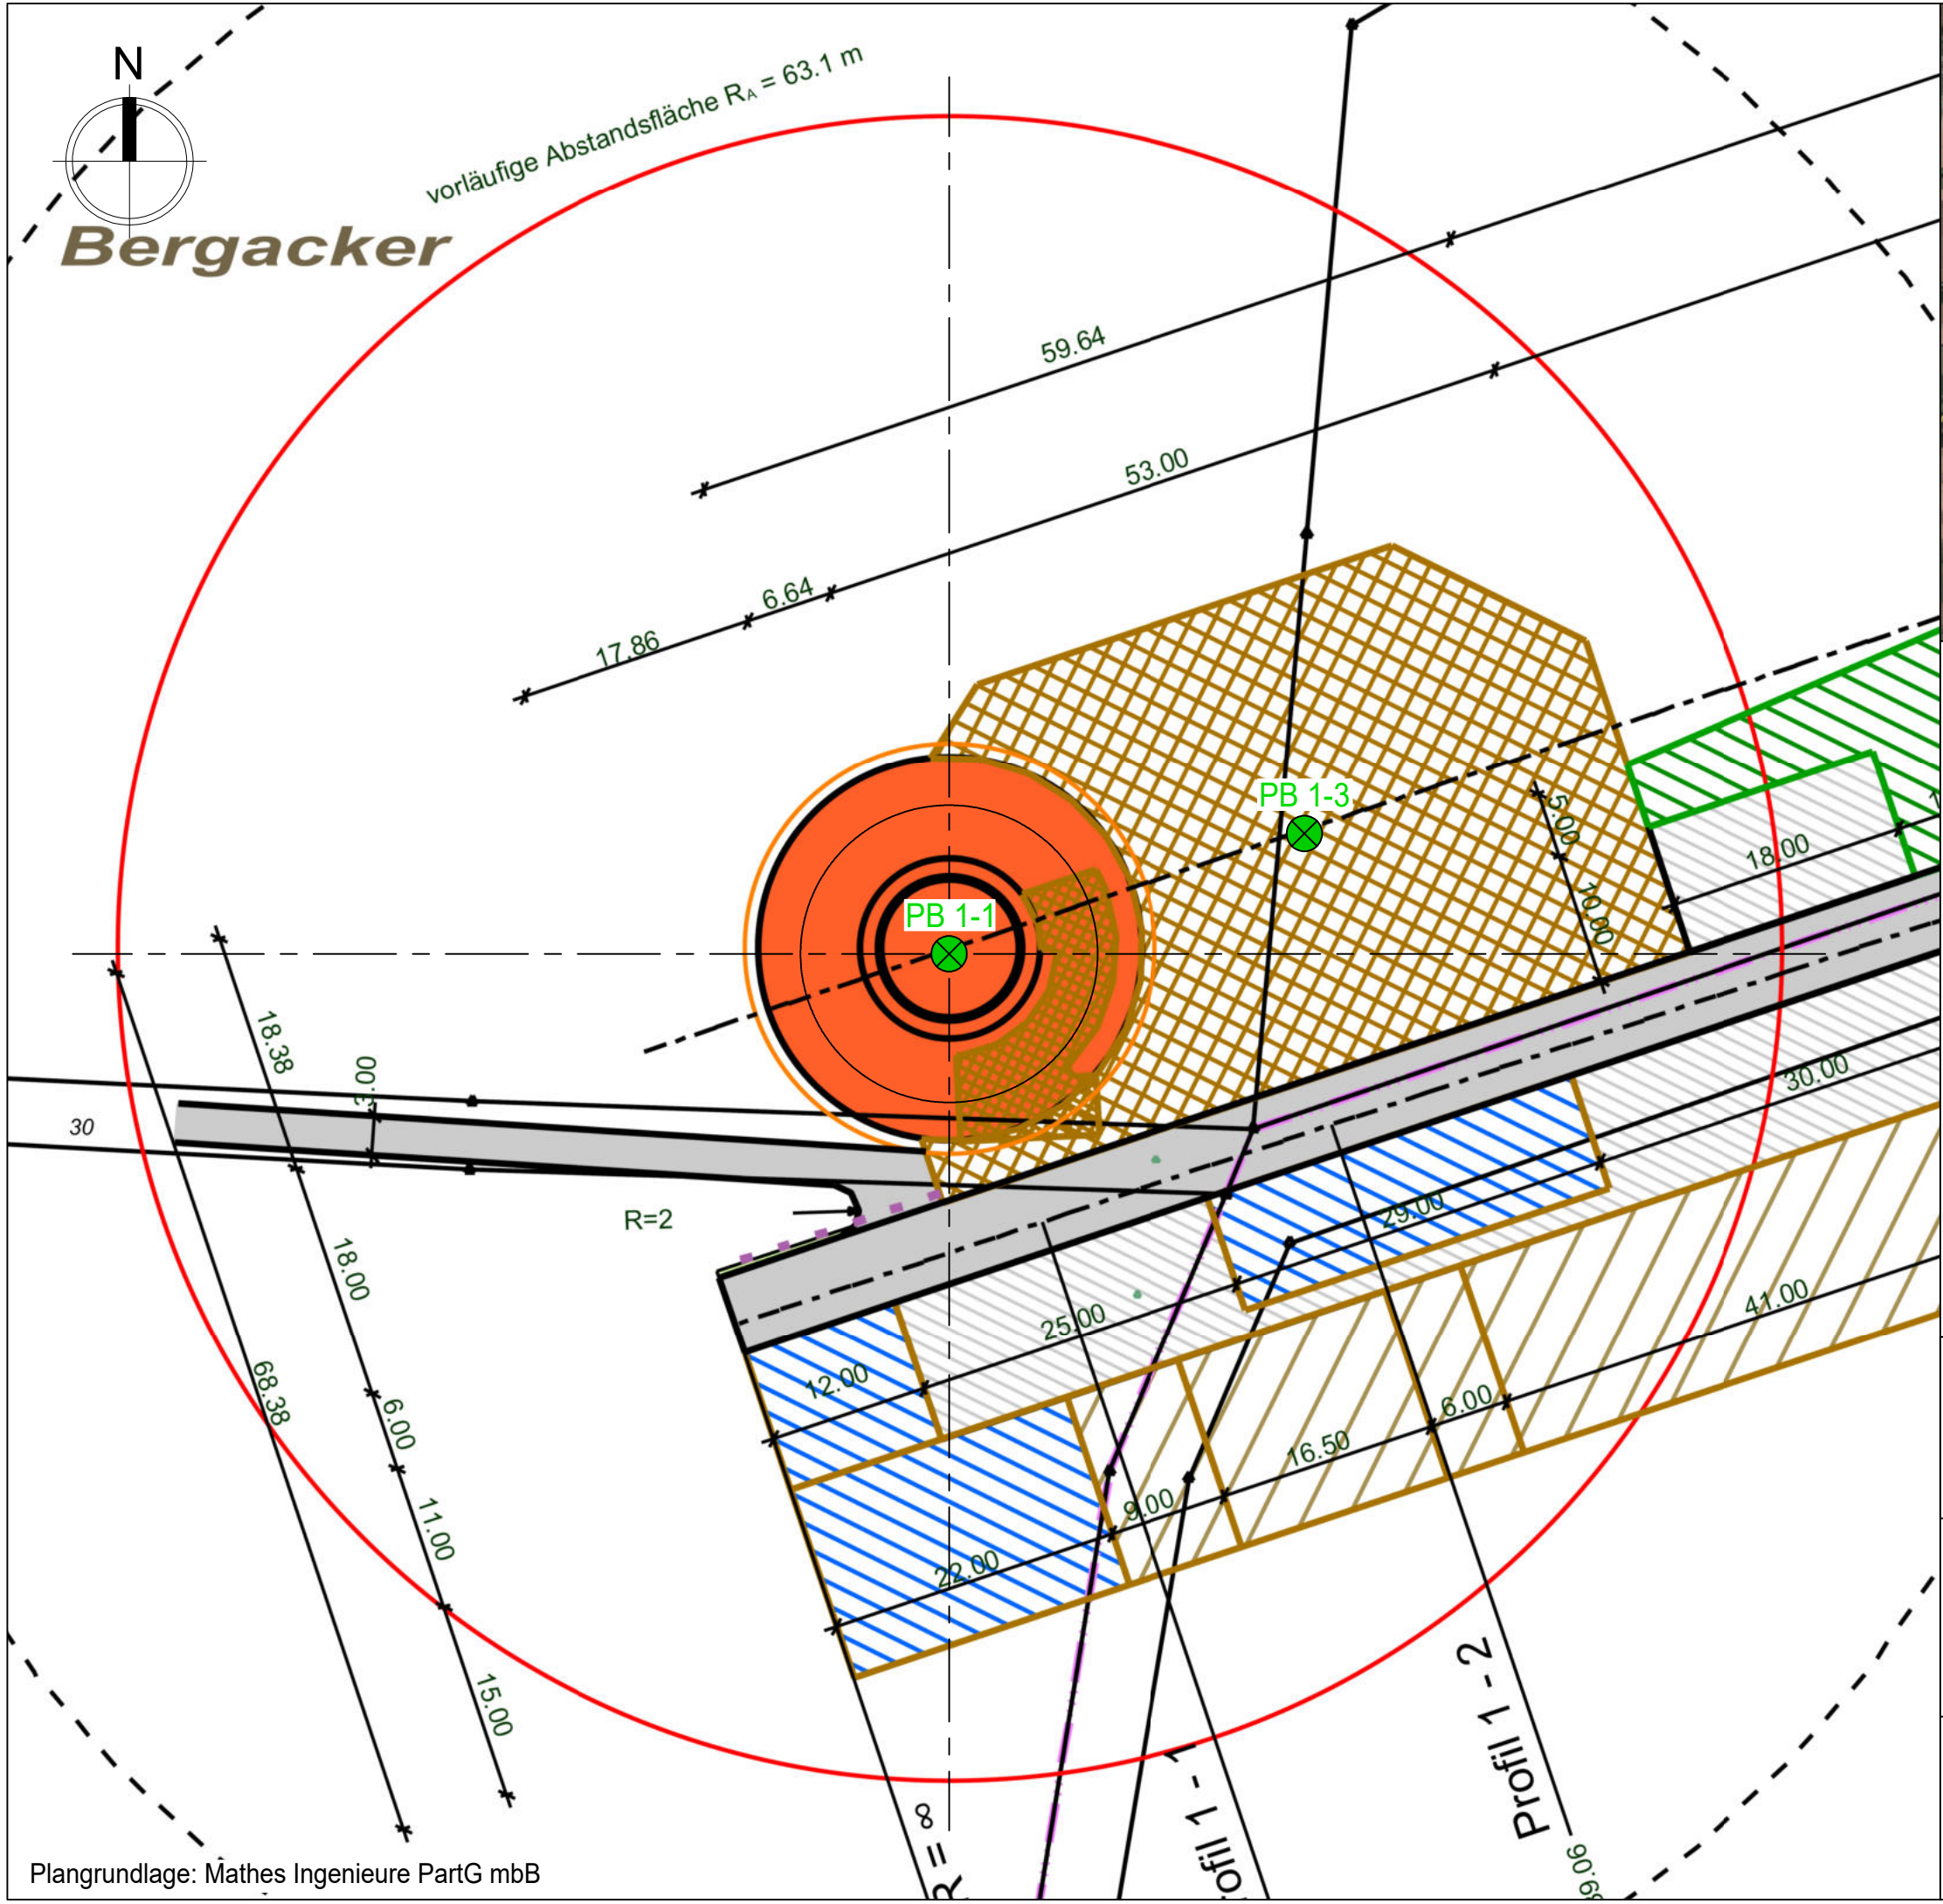 N
vorläufige Abstandsfläche RA = 63.1 m
Bergacker
59.64
53.00
6.64
17.86
PB 1-3
5.00
18.00
10.00
PB 1-1
18.38
3.00
30
30.00
R=2
29.00
18.00
25.00
41.00
12.00
68.38
6.00
6.00
16.50
9.00
11.00
22.00
15.00
Profil 1 - 2
Profil 1 - 1
R = ∞
Plangrundlage: Mathes Ingenieure PartG mbB